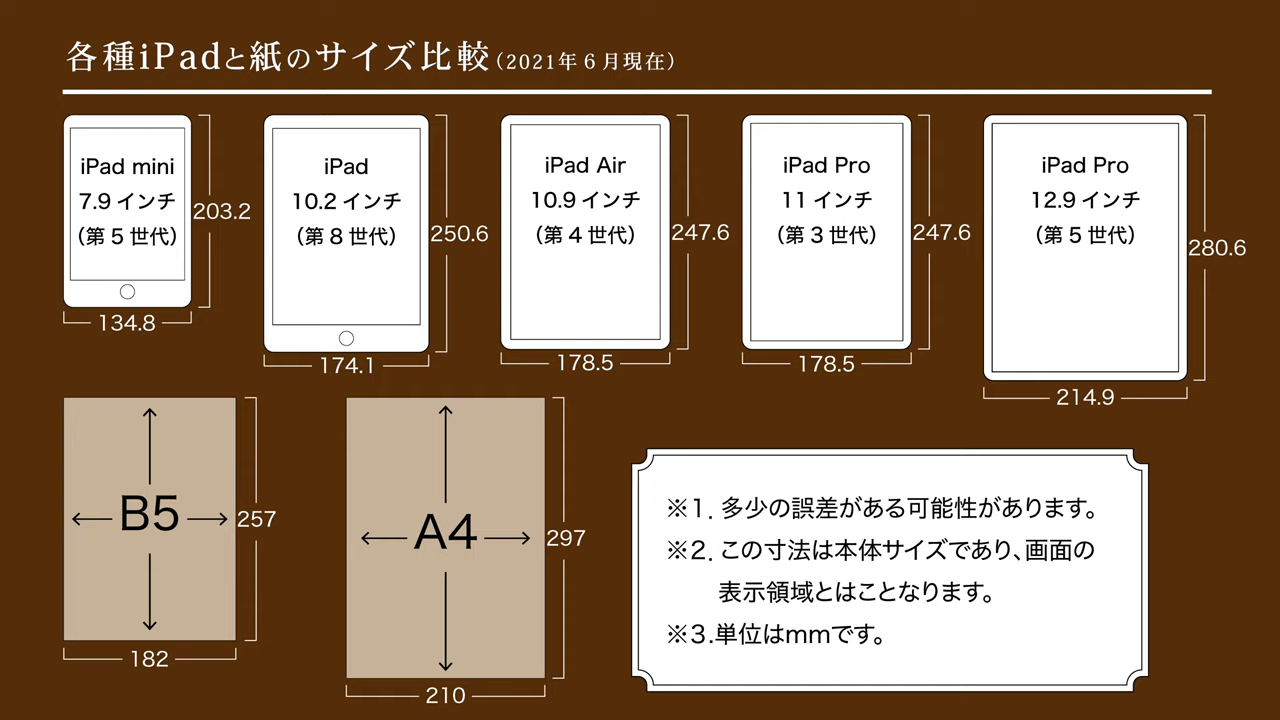 各種iPadと紙のサイズ比較（2021年６月現在）
iPad mini
7.9 インチ
（第 5 世代）
203.2
134.8
iPad
10.2 インチ
（第 8 世代）
250.6
174.1
iPad Air
10.9 インチ
（第 4 世代）
247.6
178.5
iPad Pro
11 インチ
（第 3 世代）
247.6
178.5
iPad Pro
12.9 インチ
（第 5 世代）
280.6
214.9
B5
257
182
A4
297
210
※1. 多少の誤差がある可能性があります。
※2. この寸法は本体サイズであり、画面の
表示領域とはことなります。
※3.単位はmmです。